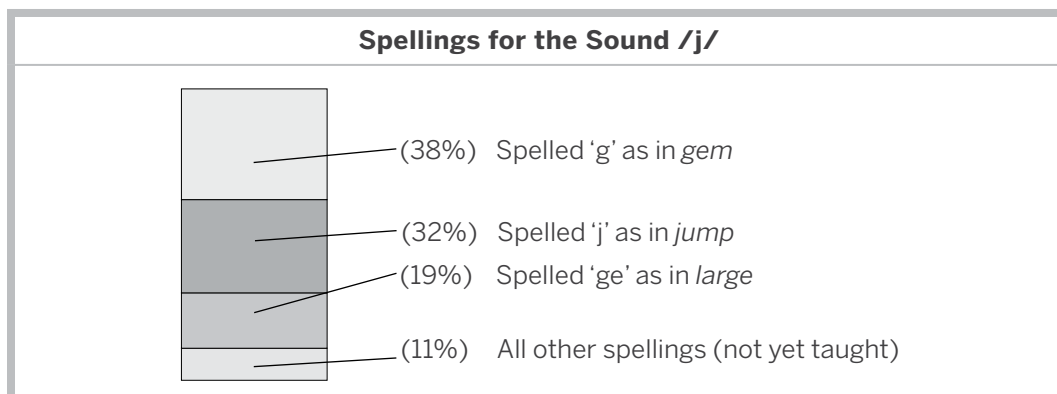 Spellings for the Sound /j/
(38%) Spelled ‘g’ as in gem
(32%) Spelled ‘j’ as in jump
(19%) Spelled ‘ge’ as in large
(11%) All other spellings (not yet taught)